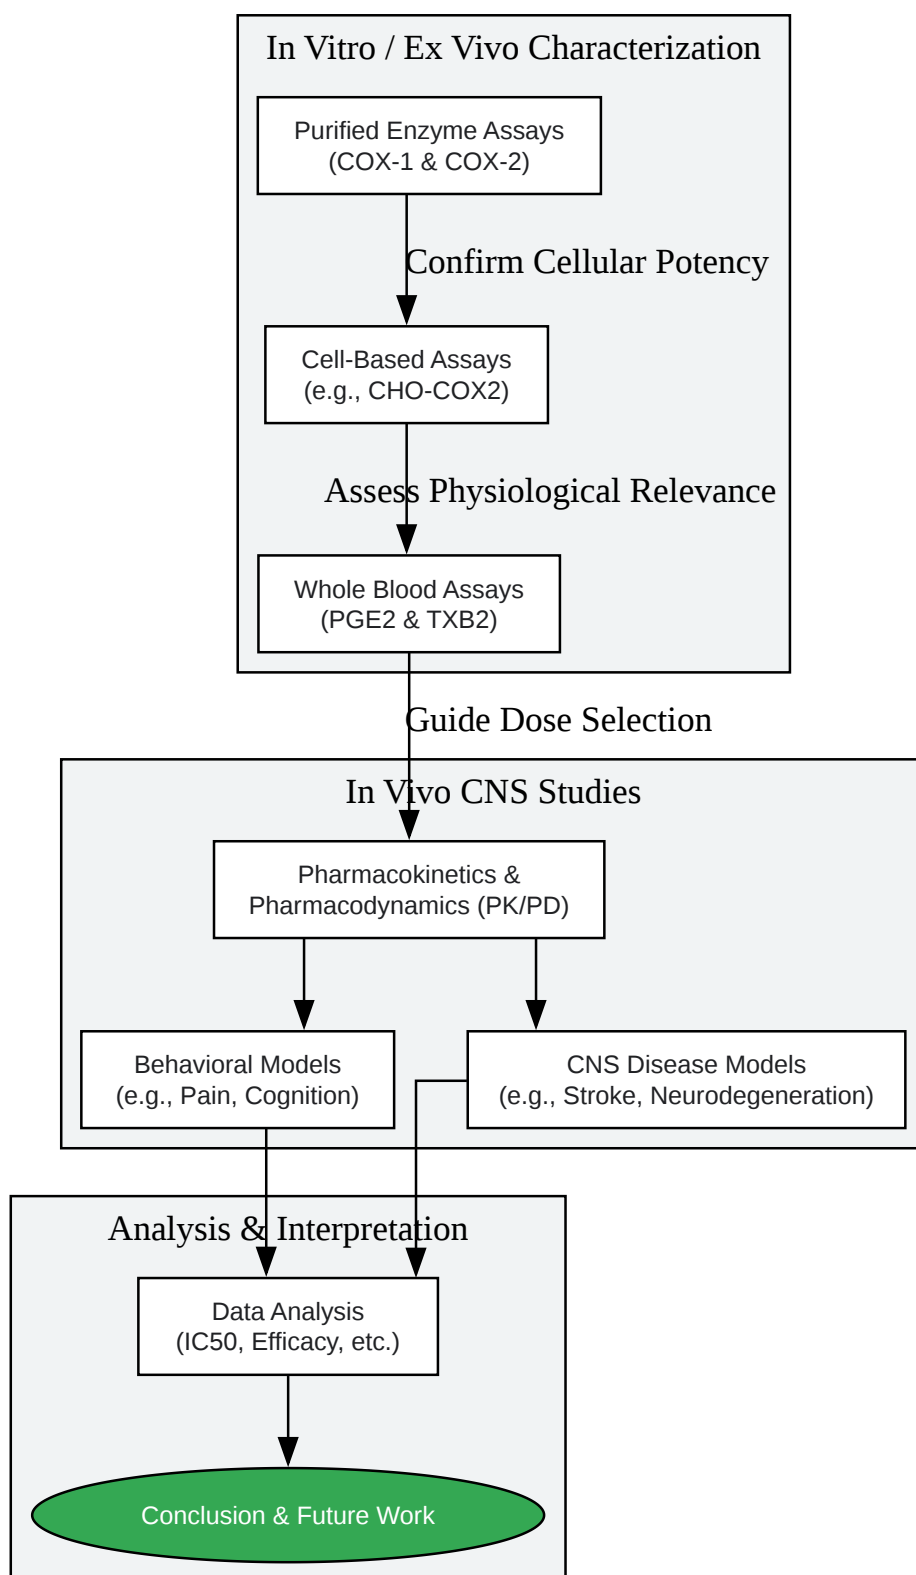 In Vitro / Ex Vivo Characterization
Purified Enzyme Assays
(COX-1 & COX-2)
Confirm Cellular Potency
Cell-Based Assays
(e.g., CHO-COX2)
Assess Physiological Relevance
Whole Blood Assays
(PGE2 & TXB2)
Guide Dose Selection
In Vivo CNS Studies
Pharmacokinetics &
Pharmacodynamics (PK/PD)
Behavioral Models
(e.g., Pain, Cognition)
CNS Disease Models
(e.g., Stroke, Neurodegeneration)
Analysis & Interpretation
Data Analysis
(IC50, Efficacy, etc.)
Conclusion & Future Work